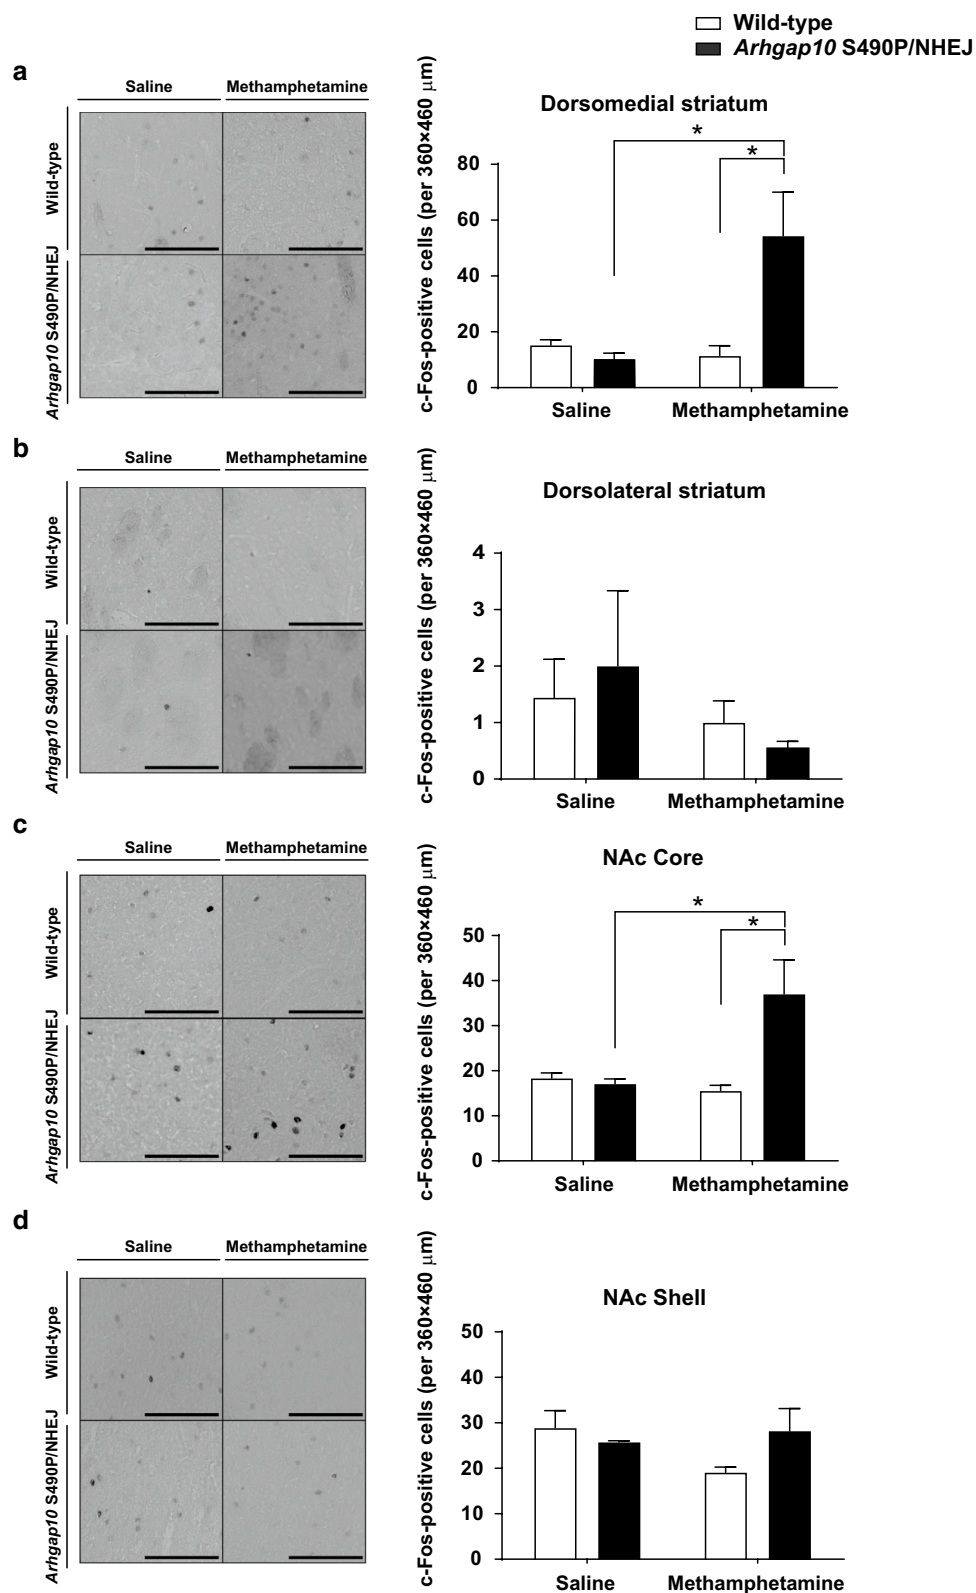 Wild-type
Arhgap10 S490P/NHEJ
a
Saline
Methamphetamine
Wild-type
Arhgap10 S490P/NHEJ
c-Fos-positive cells (per 360×460 μm)
Dorsomedial striatum
*
*
80
60
40
20
0
Saline
Methamphetamine
b
Saline
Methamphetamine
Wild-type
Arhgap10 S490P/NHEJ
c-Fos-positive cells (per 360×460 μm)
Dorsolateral striatum
4
3
2
1
0
Saline
Methamphetamine
c
Saline
Methamphetamine
Wild-type
Arhgap10 S490P/NHEJ
c-Fos-positive cells (per 360×460 μm)
NAc Core
*
*
50
40
30
20
10
0
Saline
Methamphetamine
d
Saline
Methamphetamine
Wild-type
Arhgap10 S490P/NHEJ
c-Fos-positive cells (per 360×460 μm)
NAc Shell
50
40
30
20
10
0
Saline
Methamphetamine